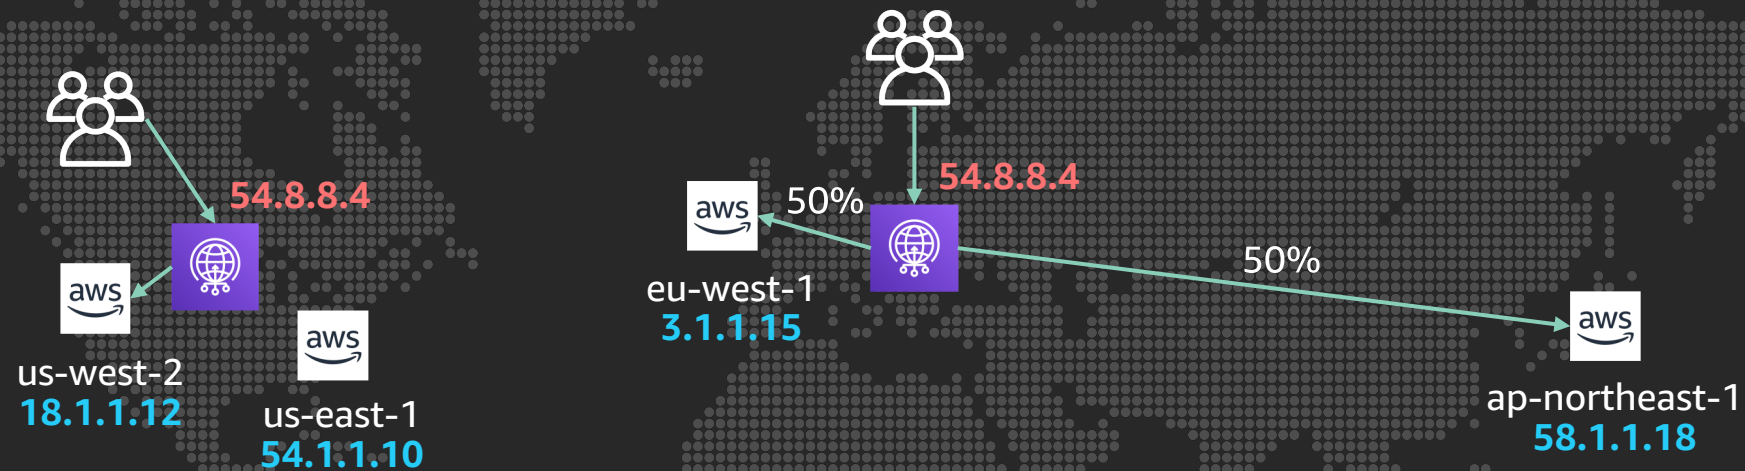 54.8.8.4
aws
us-west-2
18.1.1.12
aws
us-east-1
54.1.1.10
54.8.8.4
aws
50%
eu-west-1
3.1.1.15
50%
aws
ap-northeast-1
58.1.1.18